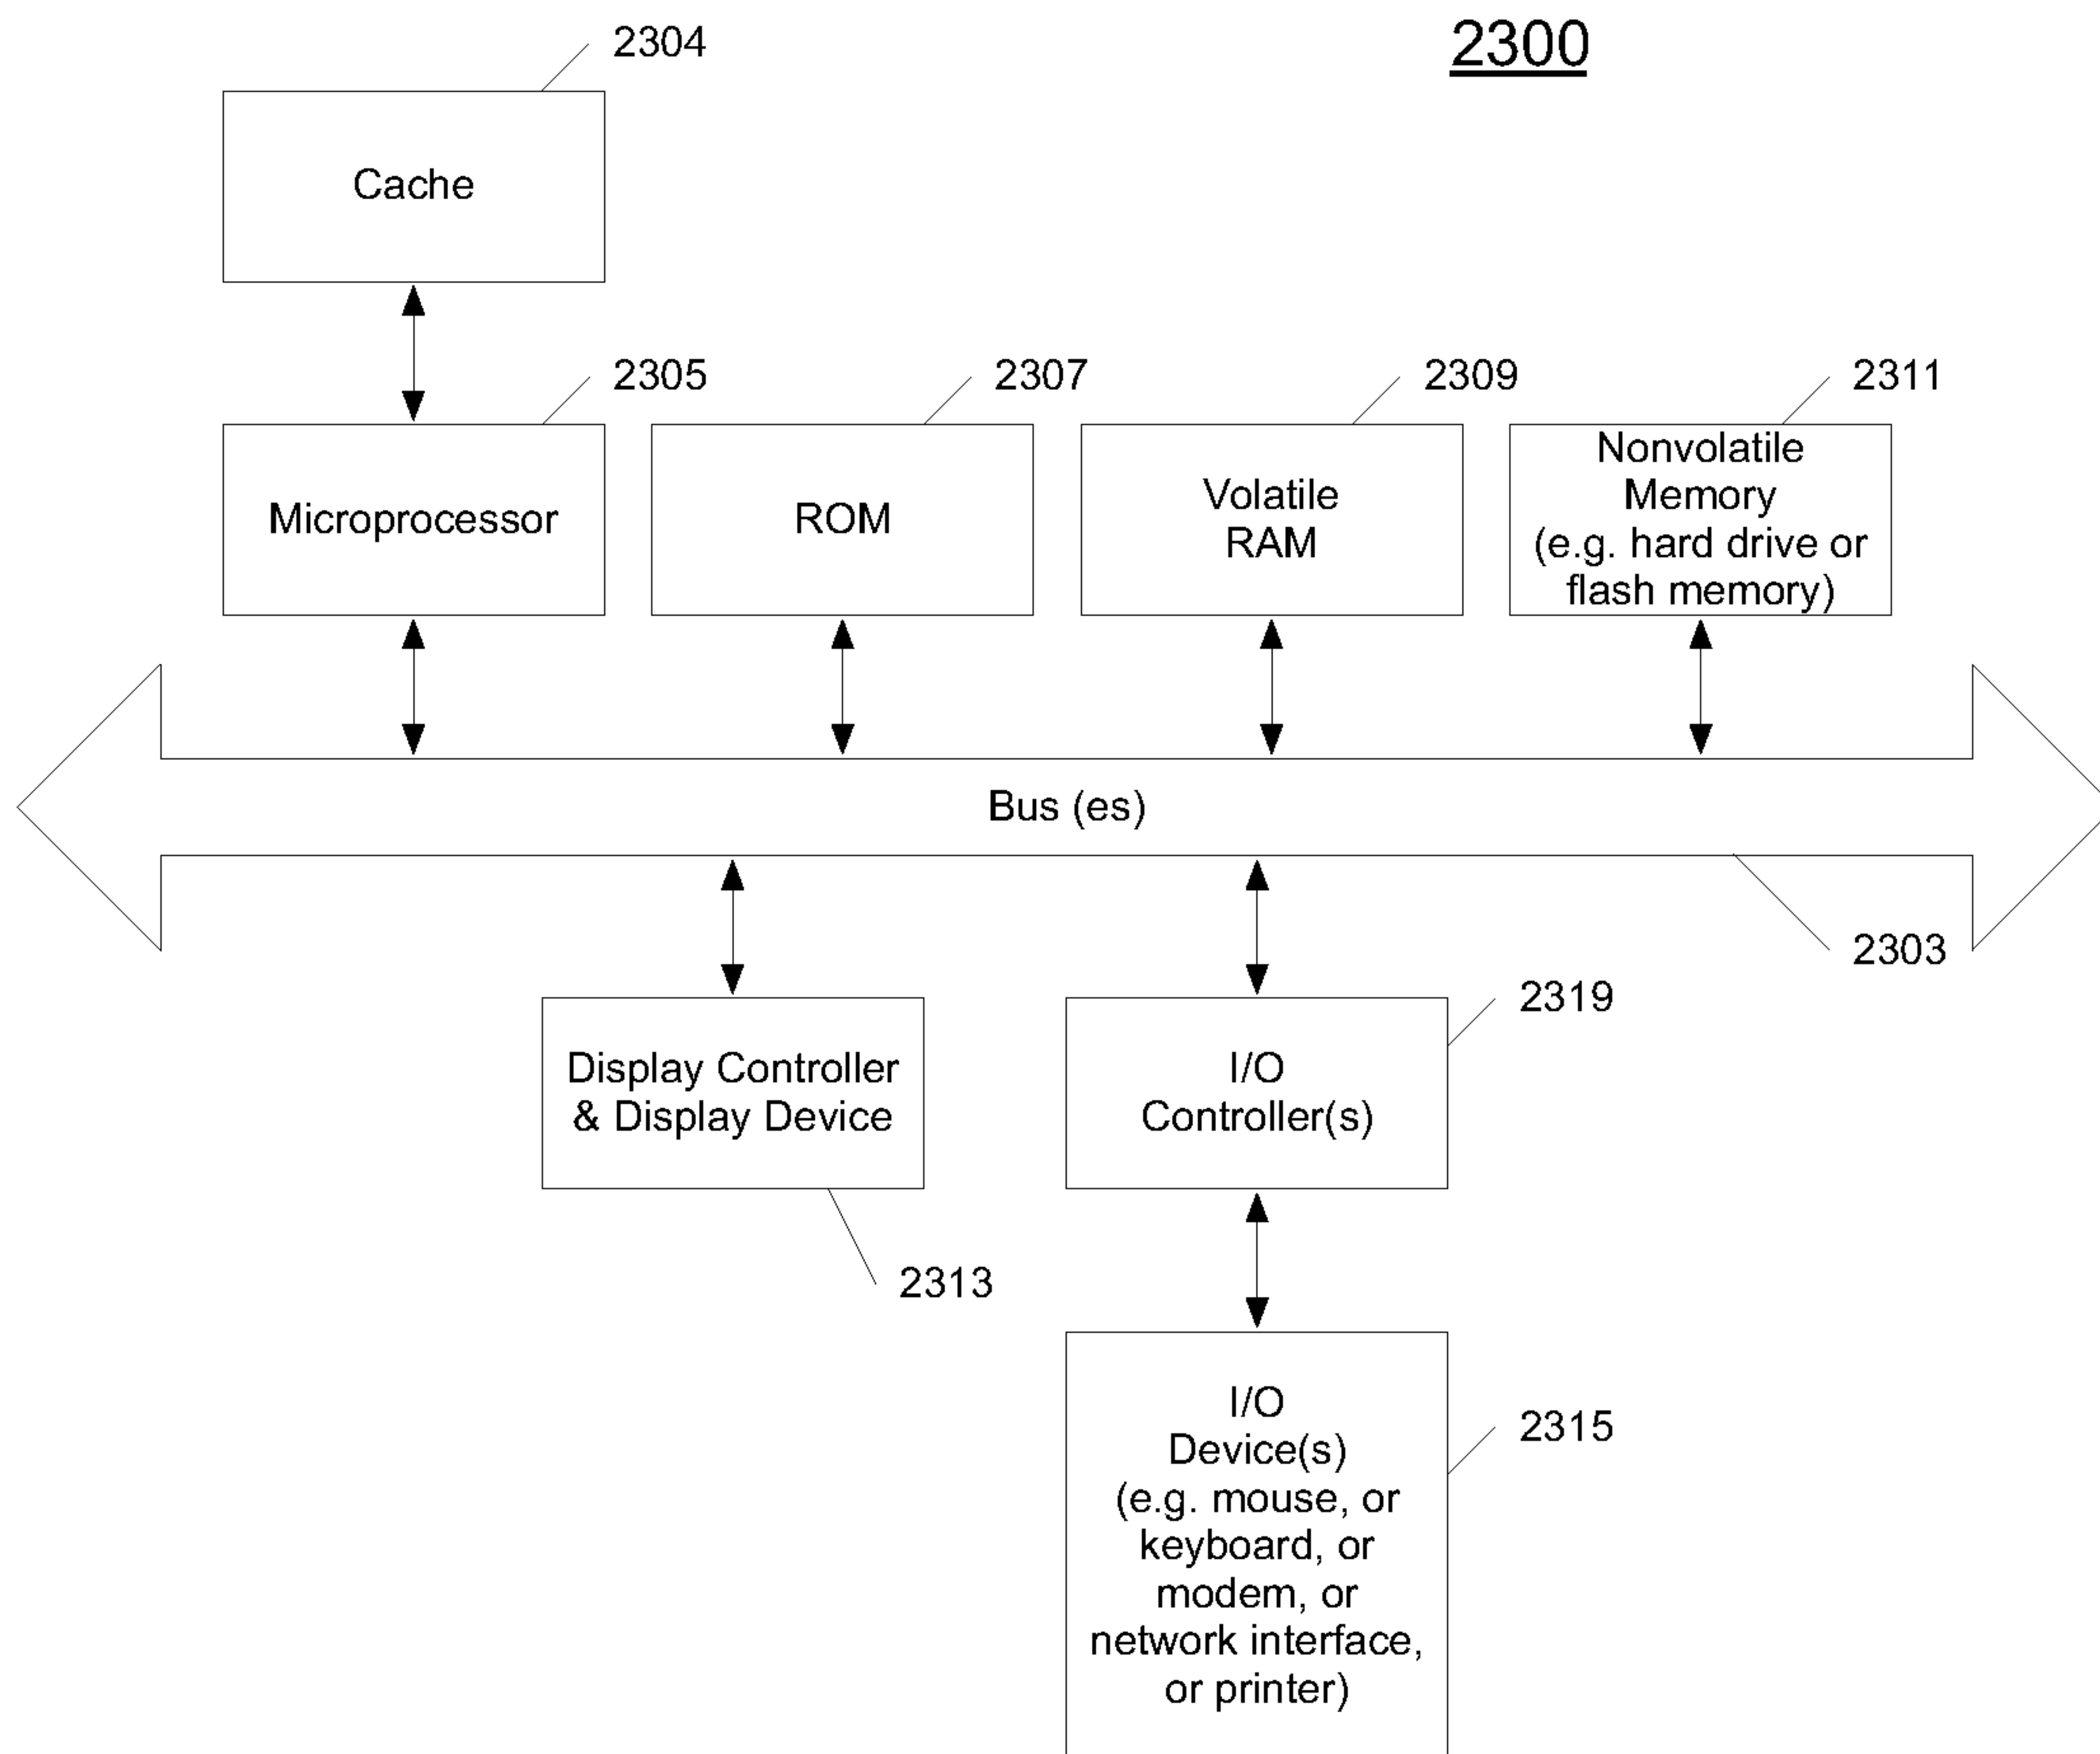 2300
2304
Cache
2305
2307
2309
2311
Microprocessor
ROM
Volatile
RAM
Nonvolatile
Memory
(e.g. hard drive or
flash memory)
Bus (es)
2303
2319
Display Controller
& Display Device
I/O
Controller(s)
2313
I/O
Device(s)
(e.g. mouse, or
keyboard, or
modem, or
network interface,
or printer)
2315